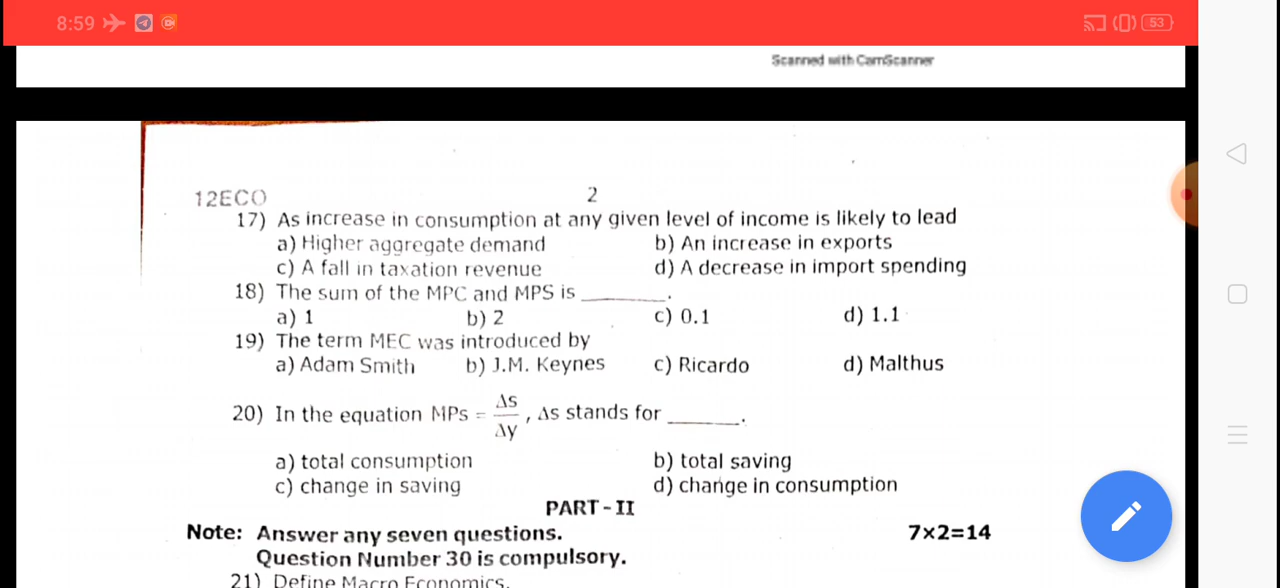 8:59
53
Scanned with CamScanner
12ECO 2
17) As increase in consumption at any given level of income is likely to lead
a) Higher aggregate demand b) An increase in exports
c) A fall in taxation revenue d) A decrease in import spending
18) The sum of the MPC and MPS is ________.
a) 1 b) 2 c) 0.1 d) 1.1
19) The term MEC was introduced by
a) Adam Smith b) J.M. Keynes c) Ricardo d) Malthus
20) In the equation MPs = Δs/Δy , Δs stands for _______.
a) total consumption b) total saving
c) change in saving d) change in consumption
PART - II
Note: Answer any seven questions. 7x2=14
Question Number 30 is compulsory.
21) Define Macro Economics.